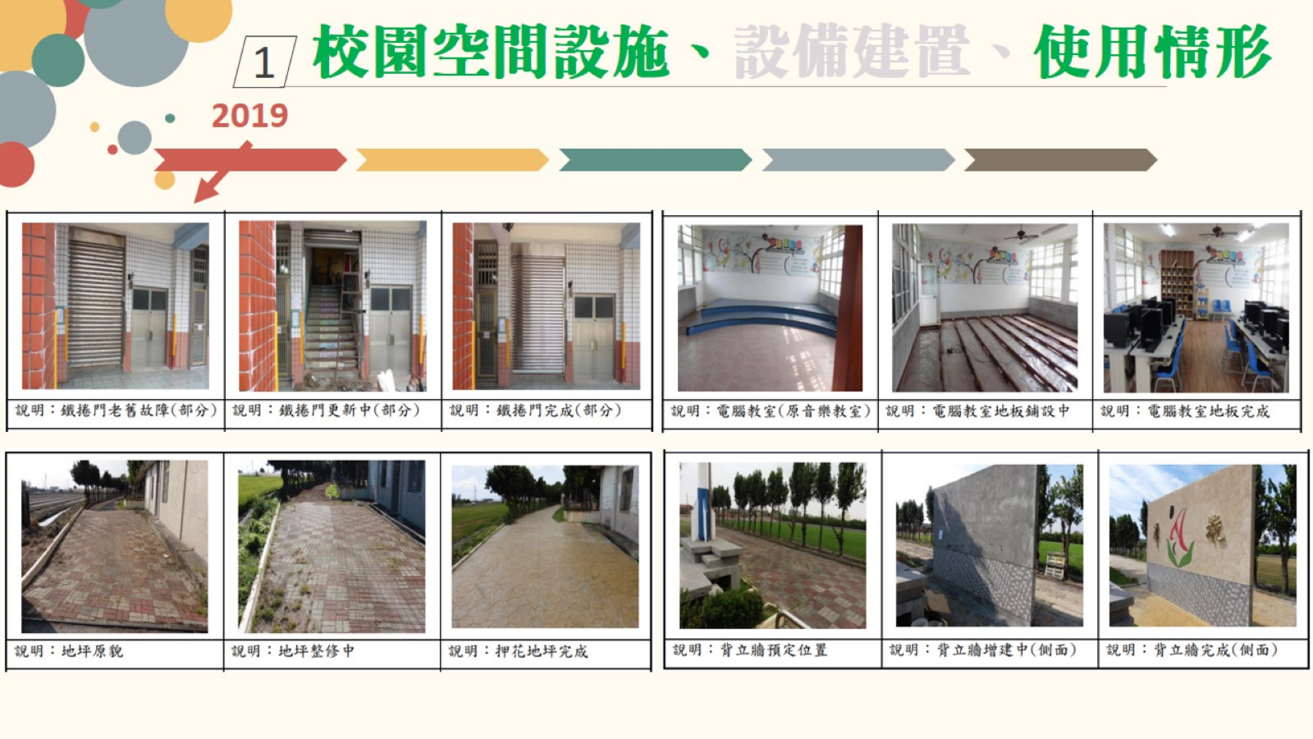 1
校園空間設施、設備建置、使用情形
2019
說明：鐵捲門老舊故障(部分)
說明：鐵捲門更新中(部分)
說明：鐵捲門完成(部分)
說明：電腦教室(原音樂教室)
說明：電腦教室地板鋪設中
說明：電腦教室地板完成
說明：地坪原貌
說明：地坪整修中
說明：押花地坪完成
說明：背立牆預定位置
說明：背立牆增建中(側面)
說明：背立牆完成(側面)